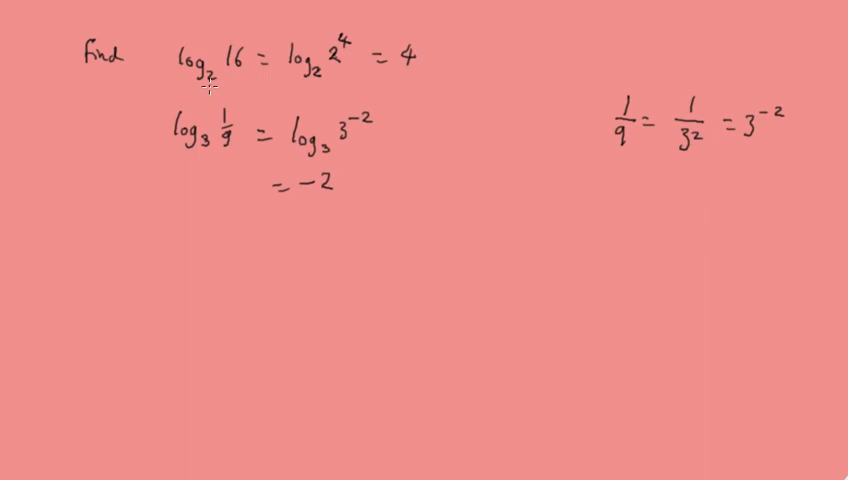 Find log₂ 16 = log₂ 2⁴ = 4
log₃ 1/9 = log₃ 3⁻²
= -2
1/9 = 1/3² = 3⁻²